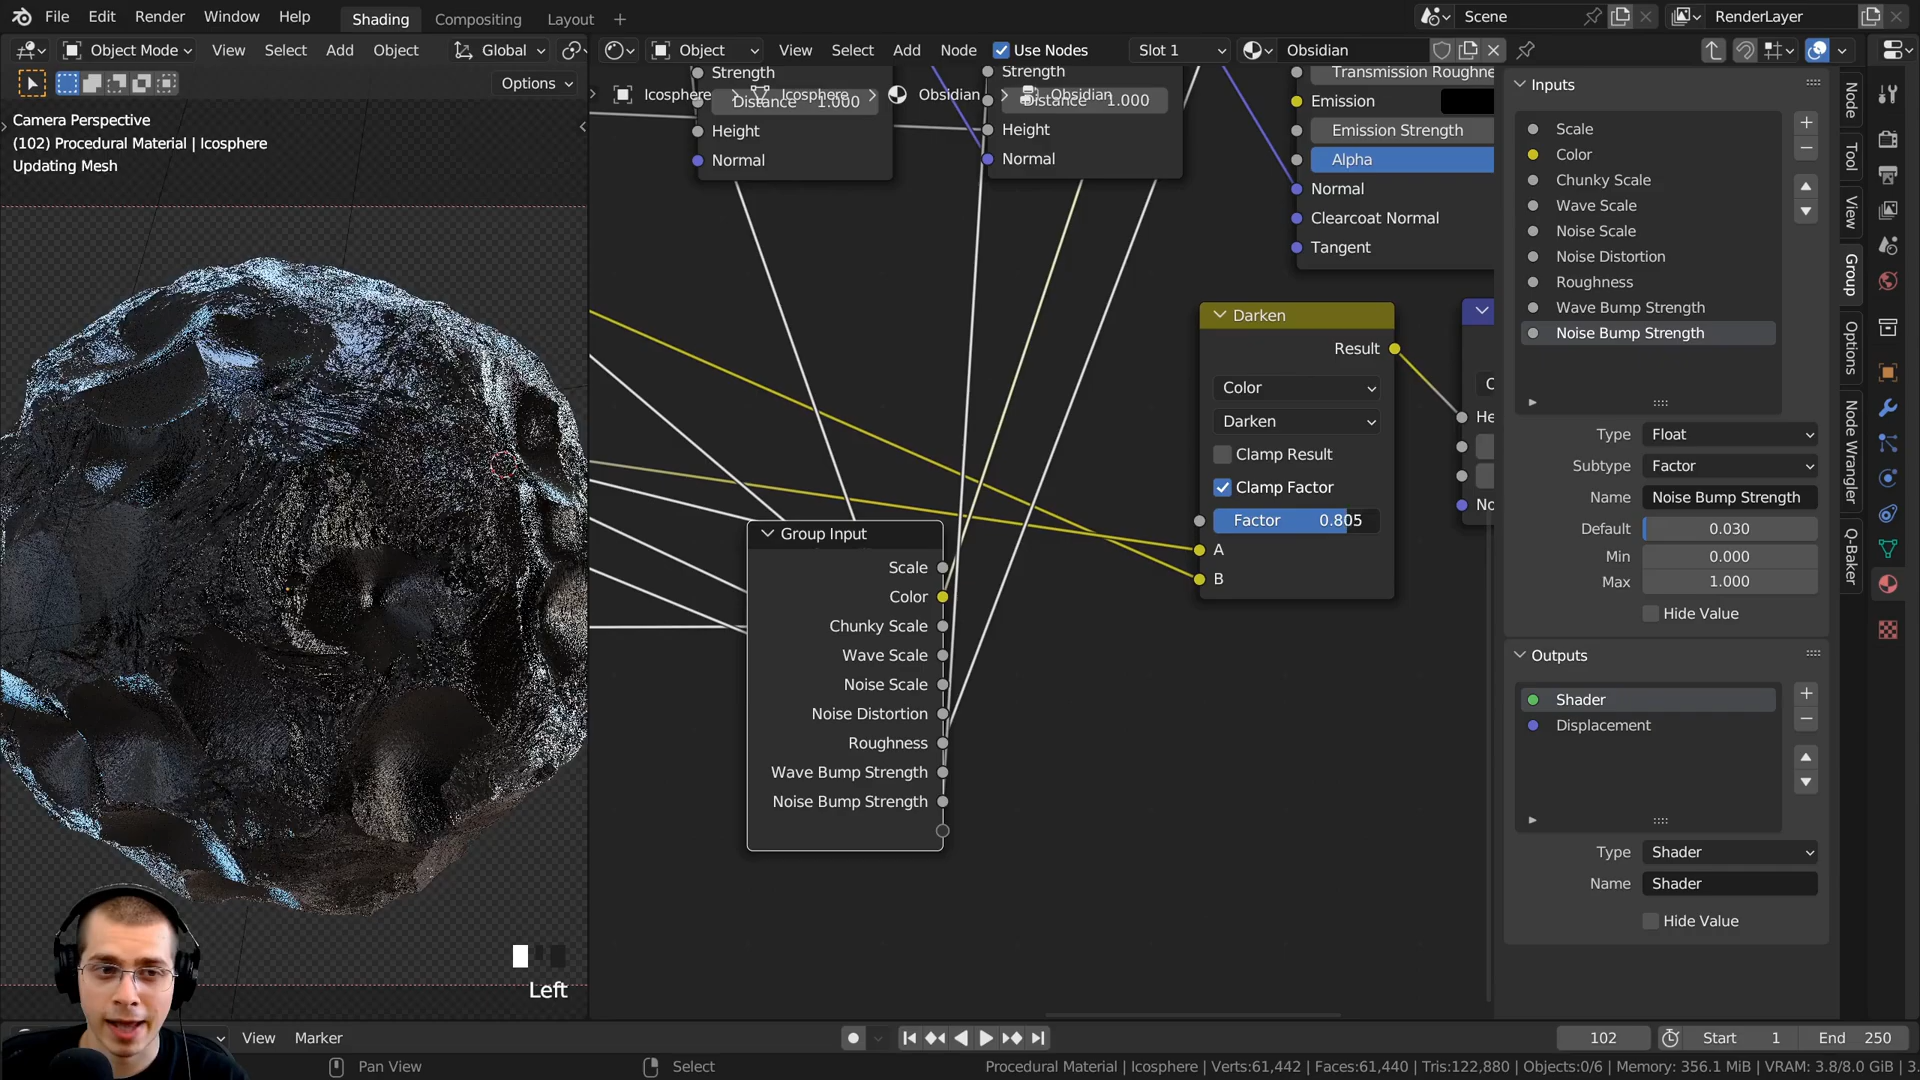 File Edit Render Window Help Shading Compositing Layout + Scene RenderLayer
Object Mode View Select Add Object Global Object View Select Add Node Use Nodes Slot 1 Obsidian
Options
Camera Perspective
(102) Procedural Material | Icosphere
Updating Mesh
Icosphere > Icosphere > Obsidian > Obsidian
Strength
Distance 1.000
Height
Normal
Strength
Distance 1.000
Height
Normal
Transmission Roughne
Emission
Emission Strength
Alpha
Normal
Clearcoat Normal
Tangent
Darken
Result
Color
Darken
Clamp Result
Clamp Factor
Factor 0.805
A
B
C
He
No
Group Input
Scale
Color
Chunky Scale
Wave Scale
Noise Scale
Noise Distortion
Roughness
Wave Bump Strength
Noise Bump Strength
Inputs
Scale
Color
Chunky Scale
Wave Scale
Noise Scale
Noise Distortion
Roughness
Wave Bump Strength
Noise Bump Strength
Type Float
Subtype Factor
Name Noise Bump Strength
Default 0.030
Min 0.000
Max 1.000
Hide Value
Outputs
Shader
Displacement
Type Shader
Name Shader
Hide Value
Node
Tool
View
Group
Options
Node Wrangler
Q-Baker
Left
View Marker
102 Start 1 End 250
Pan View Select Procedural Material | Icosphere | Verts:61,442 | Faces:61,440 | Tris:122,880 | Objects:0/6 | Memory: 356.1 MiB | VRAM: 3.8/8.0 GiB | 3.